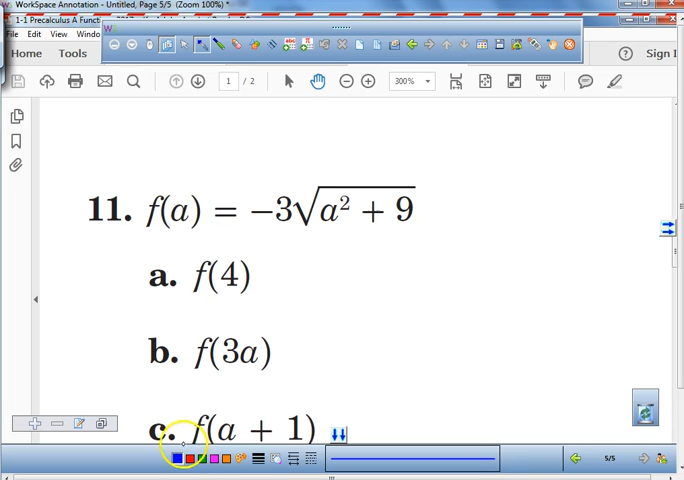 WorkSpace Annotation - Untitled, Page 5/5 (Zoom 100%) *
1-1 Precalculus A Funct
File Edit View Windo
Home Tools Sign I
1 / 2 300%
11. f(a) = −3√(a² + 9)
a. f(4)
b. f(3a)
c. f(a + 1)
5/5